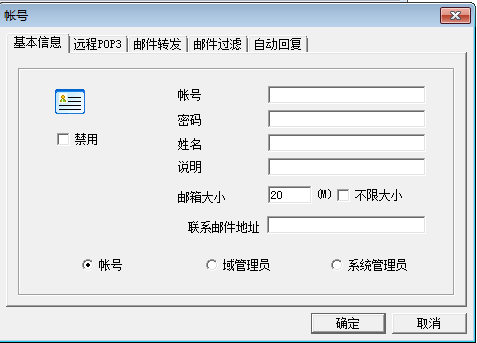 帐号
基本信息 远程POP3 邮件转发 邮件过滤 自动回复
帐号
禁用
密码
姓名
说明
邮箱大小 20 (M) 不限大小
联系邮件地址
帐号 域管理员 系统管理员
确定 取消